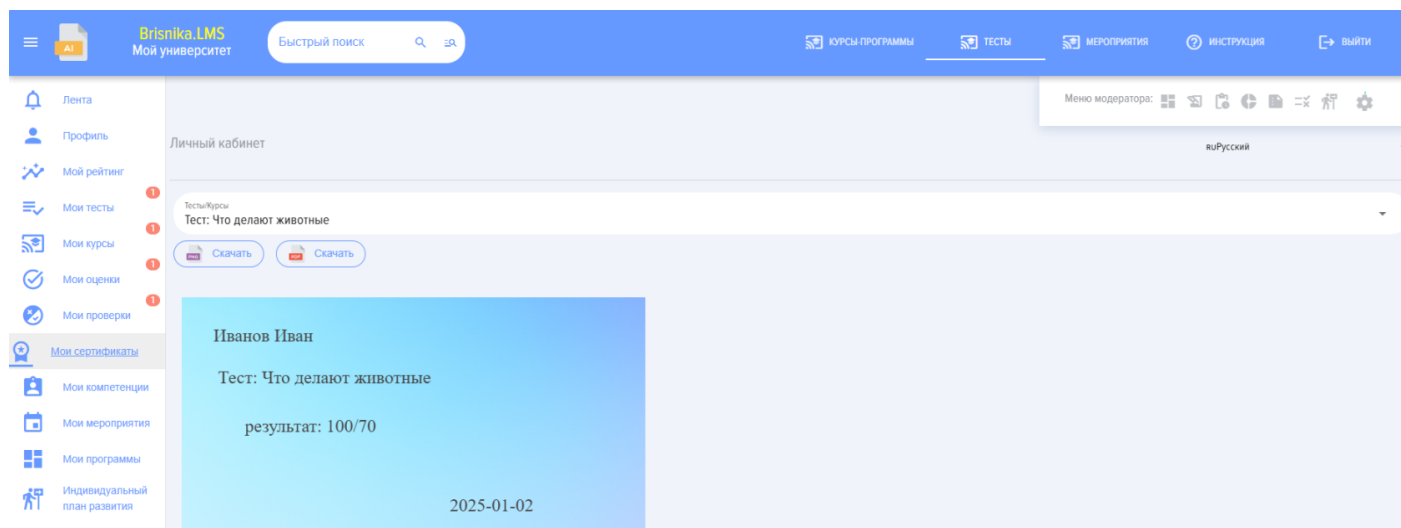 AI
Brisnika.LMS
Мой университет
Быстрый поиск
КУРСЫ-ПРОГРАММЫ
ТЕСТЫ
МЕРОПРИЯТИЯ
ИНСТРУКЦИЯ
ВЫЙТИ
Меню модератора:
Лента
Профиль
Мой рейтинг
1
Мои тесты
1
Мои курсы
1
Мои оценки
1
Мои проверки
Мои сертификаты
Мои компетенции
Мои мероприятия
Мои программы
Индивидуальный
план развития
Личный кабинет
ruРусский
Тесты/Курсы
Тест: Что делают животные
PNG Скачать
PDF Скачать
Иванов Иван
Тест: Что делают животные
результат: 100/70
2025-01-02